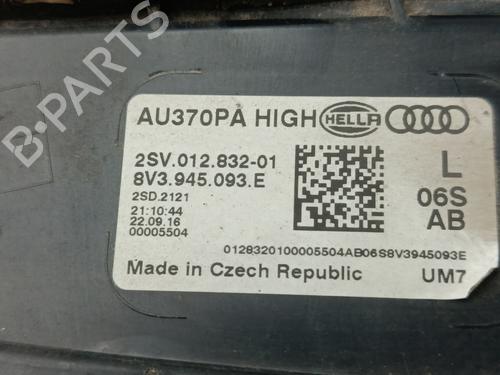 AU370PA HIGH HELLA
2SV.012.832-01
L
8V3.945.093.E
2SD.2121
06S
21:10:44
AB
22.09.16
00005504
0128320100005504AB06S8V3945093E
Made in Czech Republic
UM7
B-PARTS